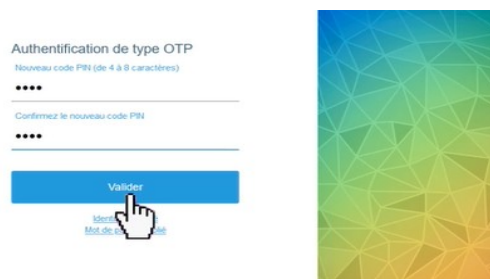 Authentification de type OTP
Nouveau code PIN (de 4 à 8 caractères)
••••
Confirmez le nouveau code PIN
••••
Valider
Mot de